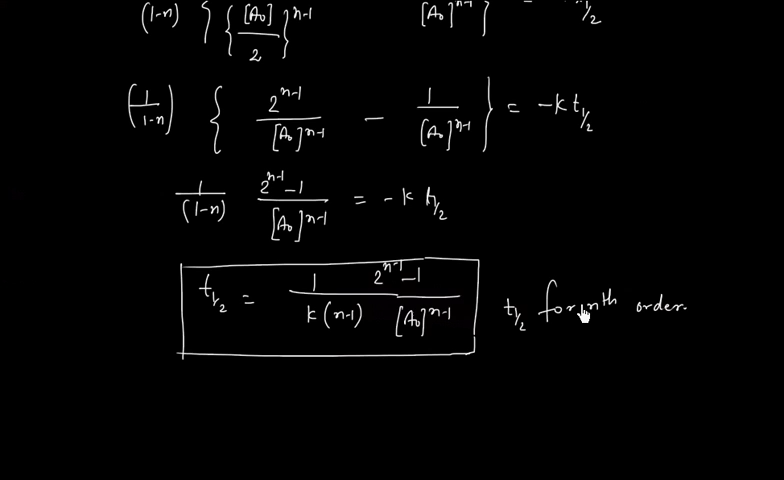 (1-n) { { [A₀] / 2 }^(n-1) [A₀]^(n-1) } = t₁/₂
(1/(1-n)) { 2^(n-1) / [A₀]^(n-1) - 1 / [A₀]^(n-1) } = -k t₁/₂
1/(1-n) 2^(n-1) -1 / [A₀]^(n-1) = -k t₁/₂
t₁/₂ = 1 / k(n-1) 2^(n-1) -1 / [A₀]^(n-1) t₁/₂ for nth order.